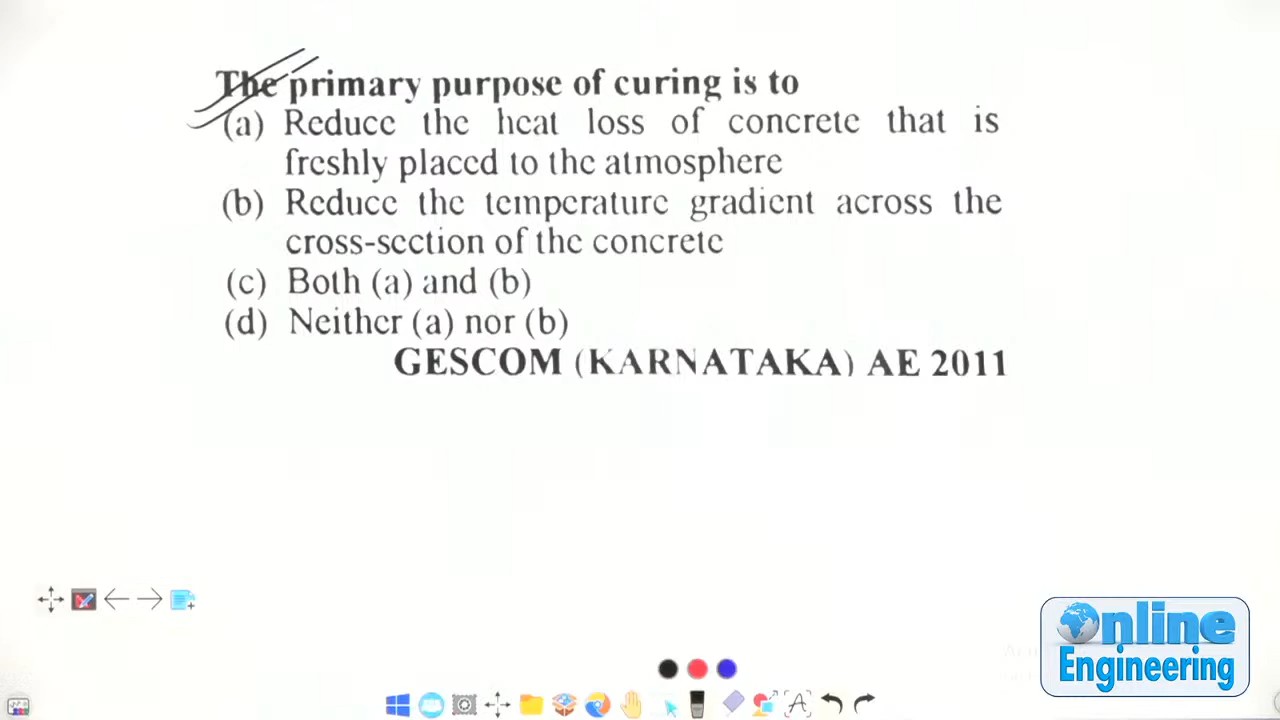 The primary purpose of curing is to
(a) Reduce the heat loss of concrete that is
freshly placed to the atmosphere
(b) Reduce the temperature gradient across the
cross-section of the concrete
(c) Both (a) and (b)
(d) Neither (a) nor (b)
GESCOM (KARNATAKA) AE 2011
Online
Engineering